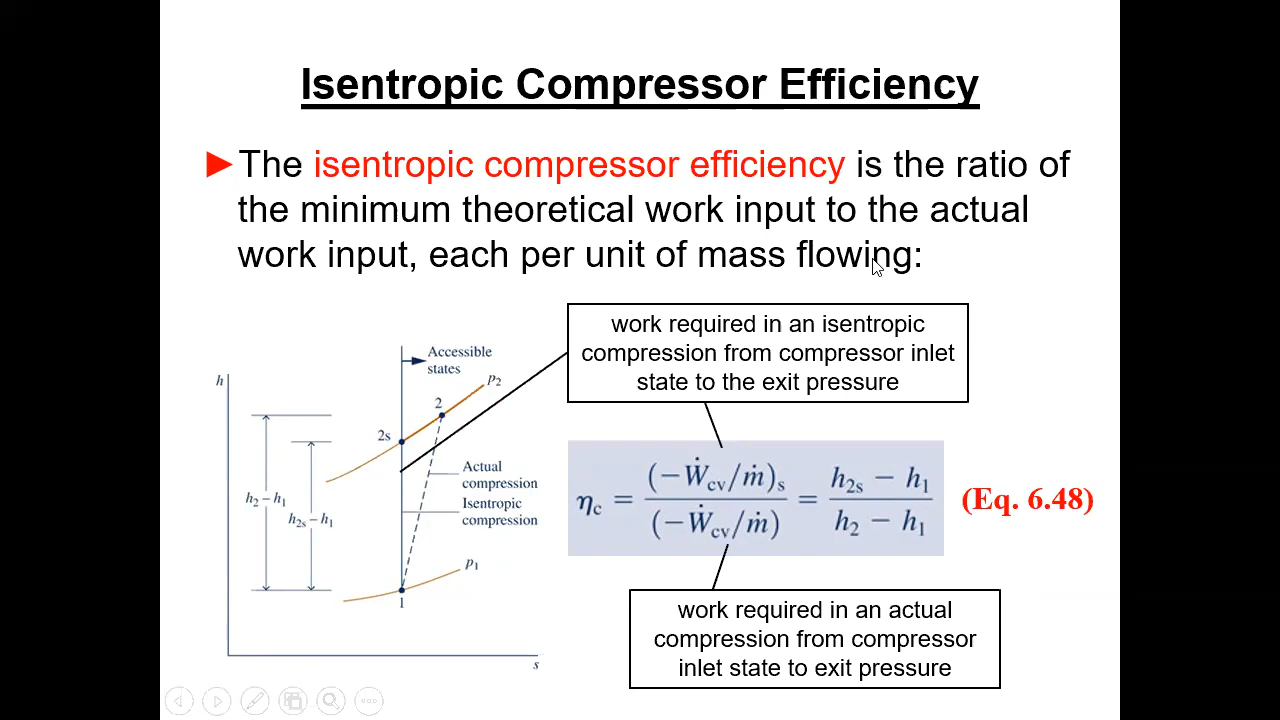 Isentropic Compressor Efficiency
►The isentropic compressor efficiency is the ratio of
the minimum theoretical work input to the actual
work input, each per unit of mass flowing:
work required in an isentropic
compression from compressor inlet
state to the exit pressure
Accessible
states
h
p₂
2
2s
Actual
compression
h₂ – h₁
Isentropic
compression
h₂ₛ – h₁
p₁
1
s
η_c = (−Ẇ_cv/ṁ)_s / (−Ẇ_cv/ṁ) = (h_2s − h_1) / (h_2 − h_1)
(Eq. 6.48)
work required in an actual
compression from compressor
inlet state to exit pressure